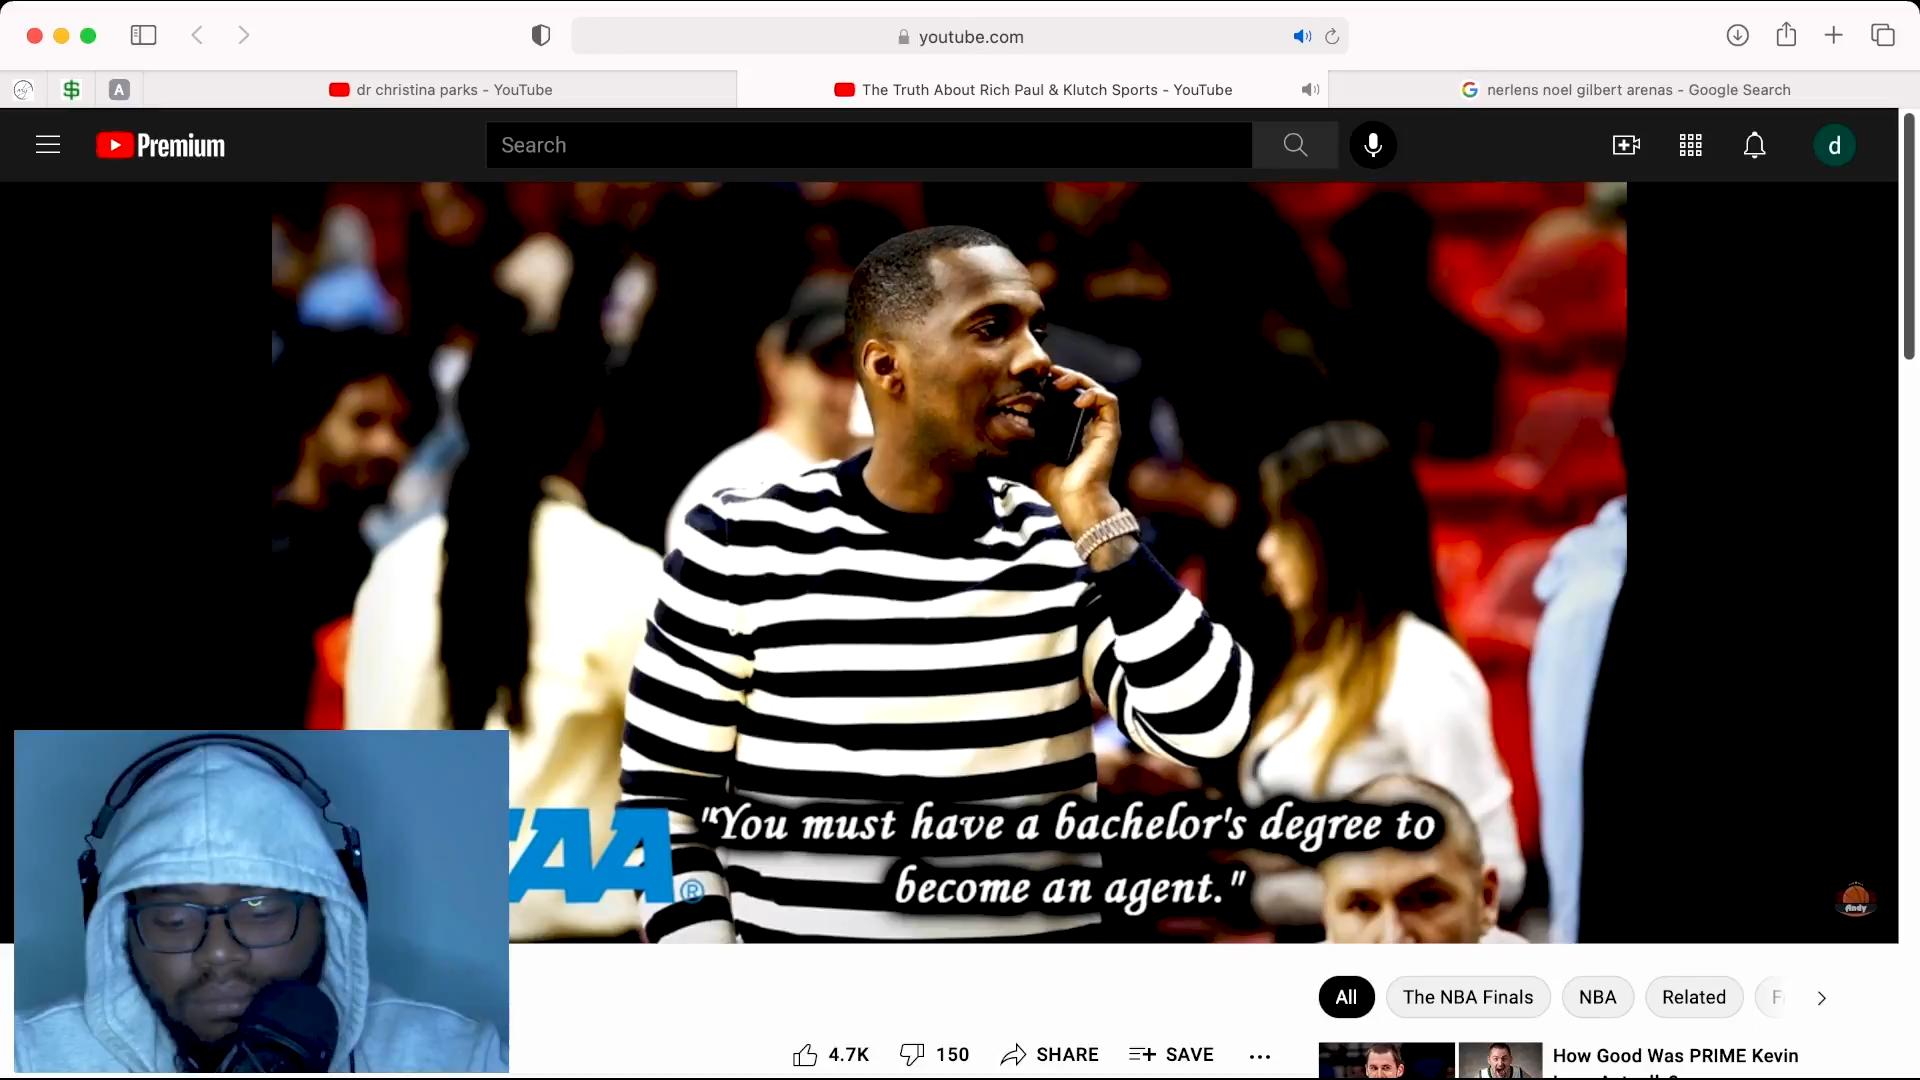 youtube.com
A
dr christina parks - YouTube
The Truth About Rich Paul & Klutch Sports - YouTube
nerlens noel gilbert arenas - Google Search
Premium
Search
d
"You must have a bachelor's degree to
become an agent."
AA®
Andy
All
The NBA Finals
NBA
Related
4.7K
150
SHARE
SAVE
How Good Was PRIME Kevin